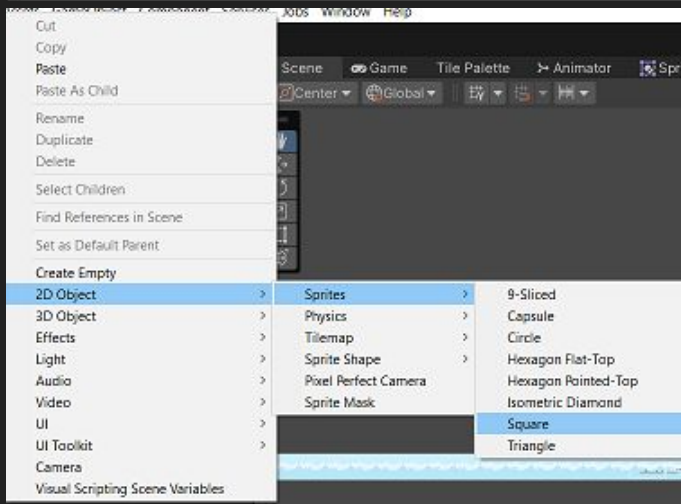 Jobs Window Help
Cut
Copy
Paste
Paste As Child
Rename
Duplicate
Delete
Select Children
Find References in Scene
Set as Default Parent
Create Empty
2D Object
3D Object
Effects
Light
Audio
Video
UI
UI Toolkit
Camera
Visual Scripting Scene Variables
Scene Game Tile Palette Animator Spr
Center Global
Sprites
Physics
Tilemap
Sprite Shape
Pixel Perfect Camera
Sprite Mask
9-Sliced
Capsule
Circle
Hexagon Flat-Top
Hexagon Pointed-Top
Isometric Diamond
Square
Triangle